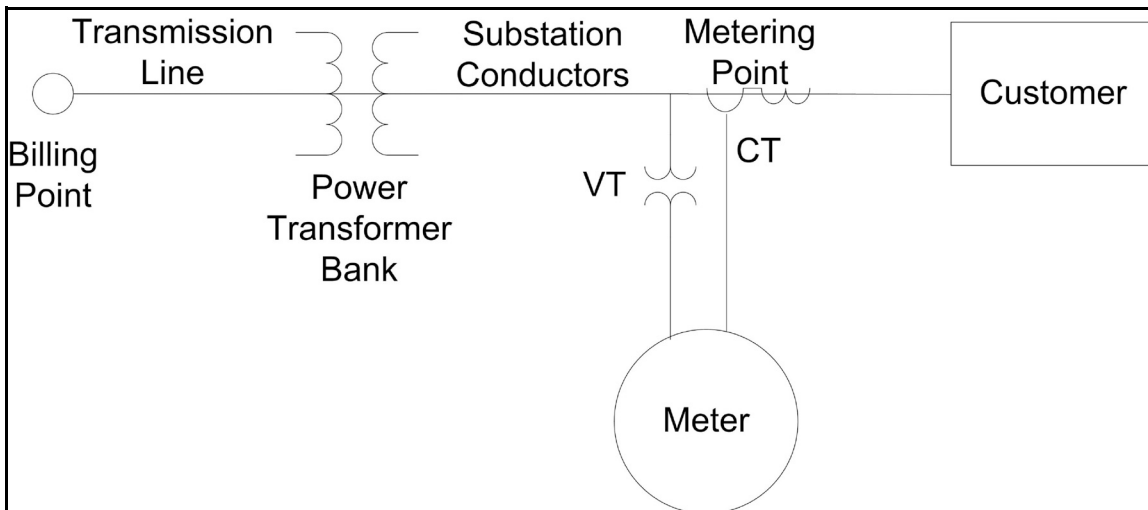 Transmission
Line
Substation
Conductors
Metering
Point
Customer
Billing
Point
Power
Transformer
Bank
VT
CT
Meter